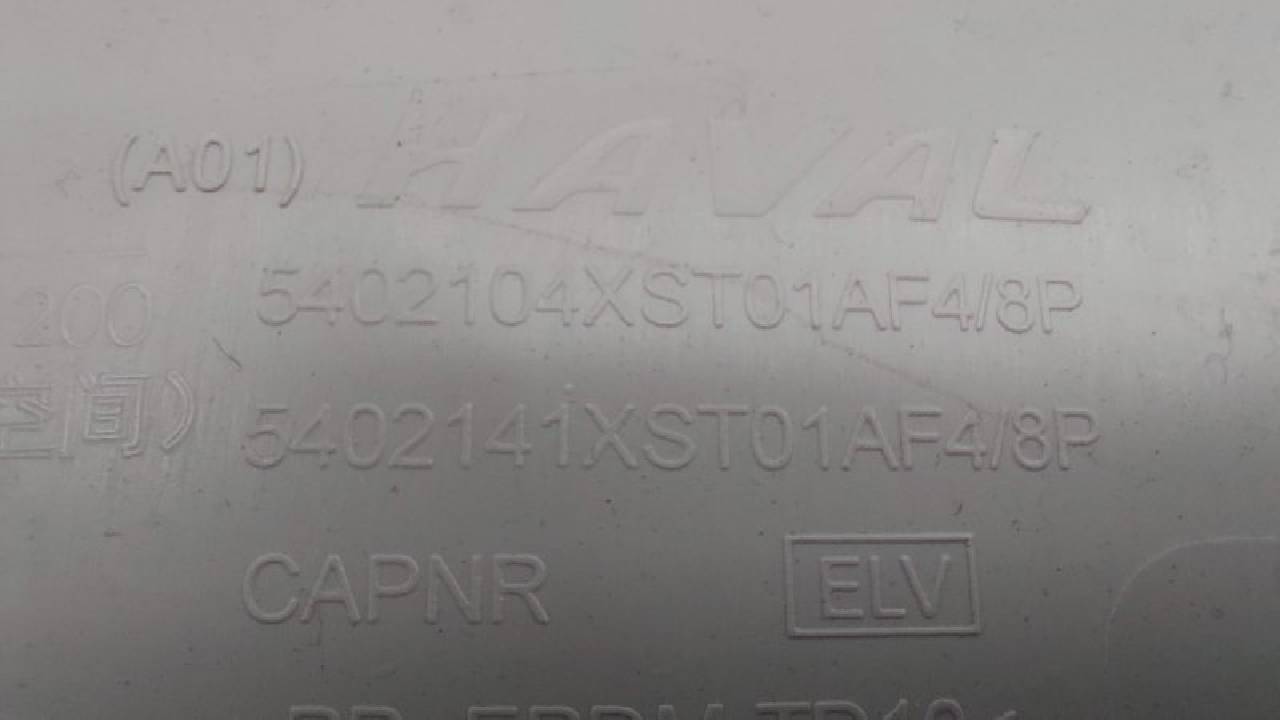 (A01) HAVAL
200 5402104XST01AF4/8P
空间) 5402141XST01AF4/8P
CAPNR ELV